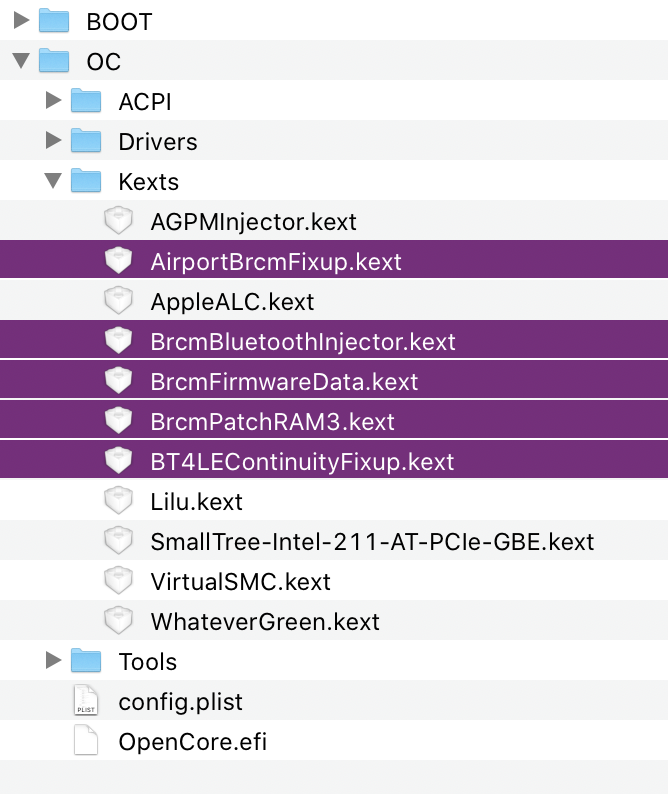 BOOT
OC
ACPI
Drivers
Kexts
AGPMInjector.kext
AirportBrcmFixup.kext
AppleALC.kext
BrcmBluetoothInjector.kext
BrcmFirmwareData.kext
BrcmPatchRAM3.kext
BT4LEContinuityFixup.kext
Lilu.kext
SmallTree-Intel-211-AT-PCIe-GBE.kext
VirtualSMC.kext
WhateverGreen.kext
Tools
PLIST config.plist
OpenCore.efi